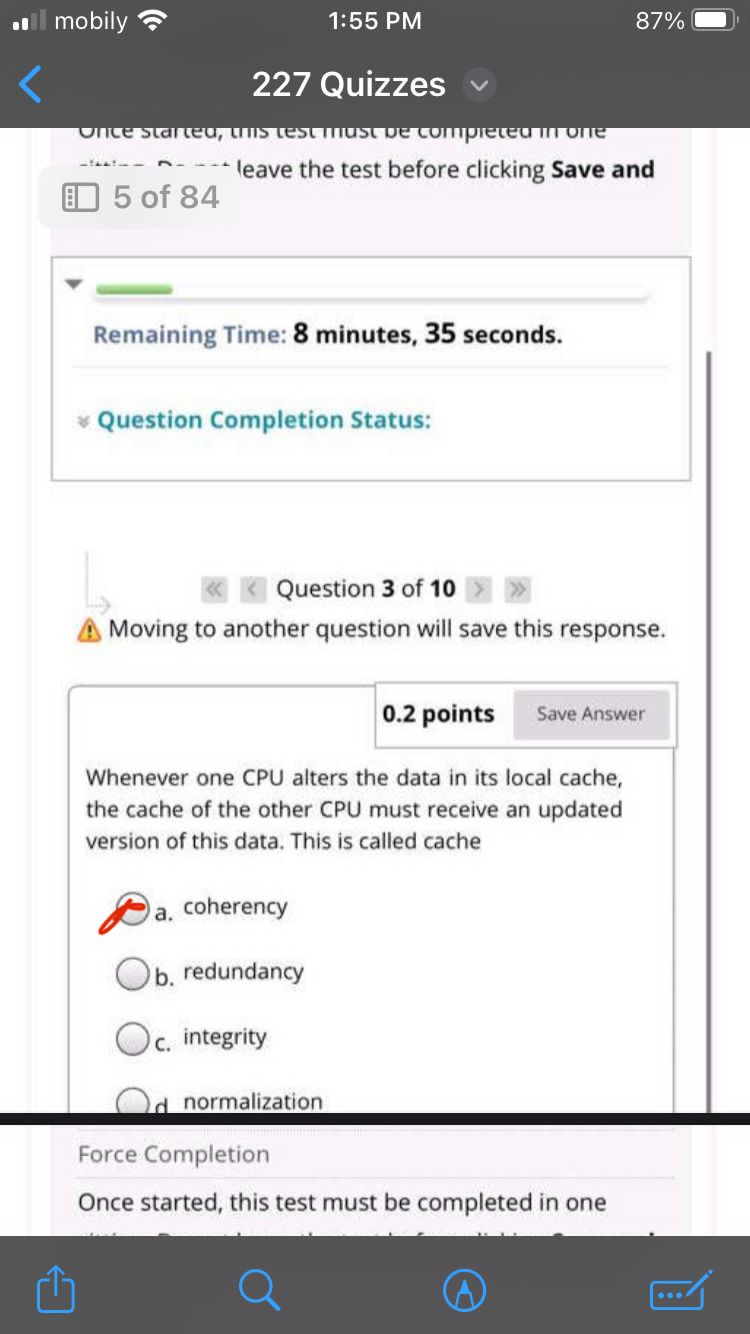 mobily
1:55 PM
87%
227 Quizzes
Once started, this test must be completed in one
leave the test before clicking Save and
5 of 84
Remaining Time: 8 minutes, 35 seconds.
Question Completion Status:
Question 3 of 10
Moving to another question will save this response.
0.2 points
Save Answer
Whenever one CPU alters the data in its local cache,
the cache of the other CPU must receive an updated
version of this data. This is called cache
a. coherency
b. redundancy
c. integrity
d normalization
Force Completion
Once started, this test must be completed in one